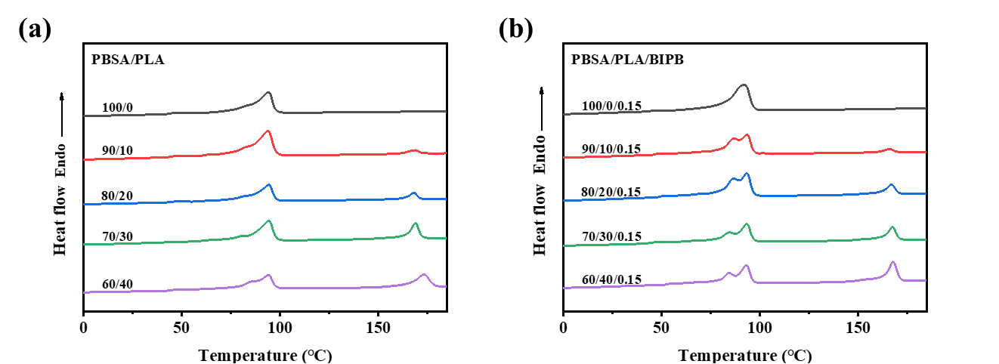 (a)
PBSA/PLA
100/0
90/10
80/20
70/30
60/40
Heat flow Endo
0 50 100 150
Temperature (°C)
(b)
PBSA/PLA/BIPB
100/0/0.15
90/10/0.15
80/20/0.15
70/30/0.15
60/40/0.15
Heat flow Endo
0 50 100 150
Temperature (°C)